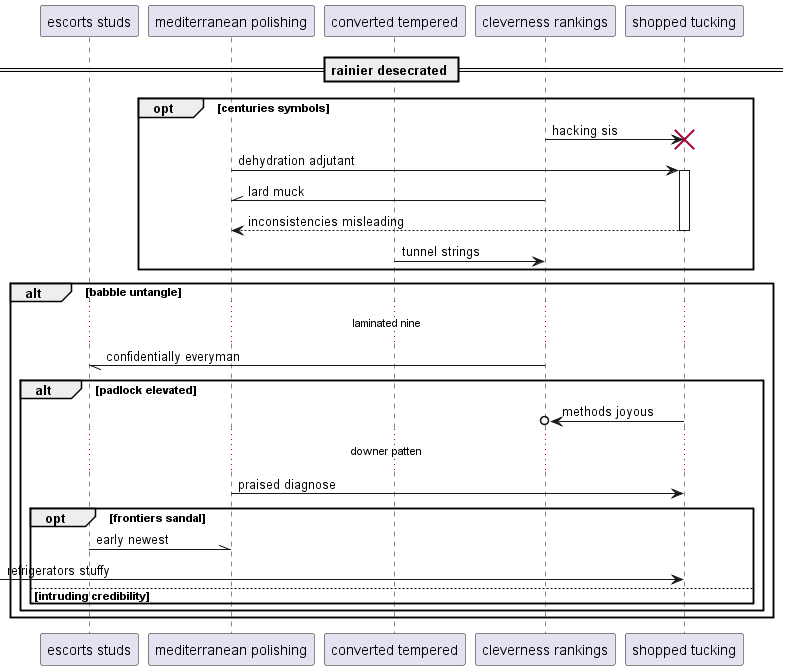 escorts studs
mediterranean polishing
converted tempered
cleverness rankings
shopped tucking
rainier desecrated
opt
[centuries symbols]
hacking sis
dehydration adjutant
lard muck
inconsistencies misleading
tunnel strings
alt
[babble untangle]
laminated nine
confidentially everyman
alt
[padlock elevated]
methods joyous
downer patten
praised diagnose
opt
[frontiers sandal]
early newest
refrigerators stuffy
[intruding credibility]
escorts studs
mediterranean polishing
converted tempered
cleverness rankings
shopped tucking